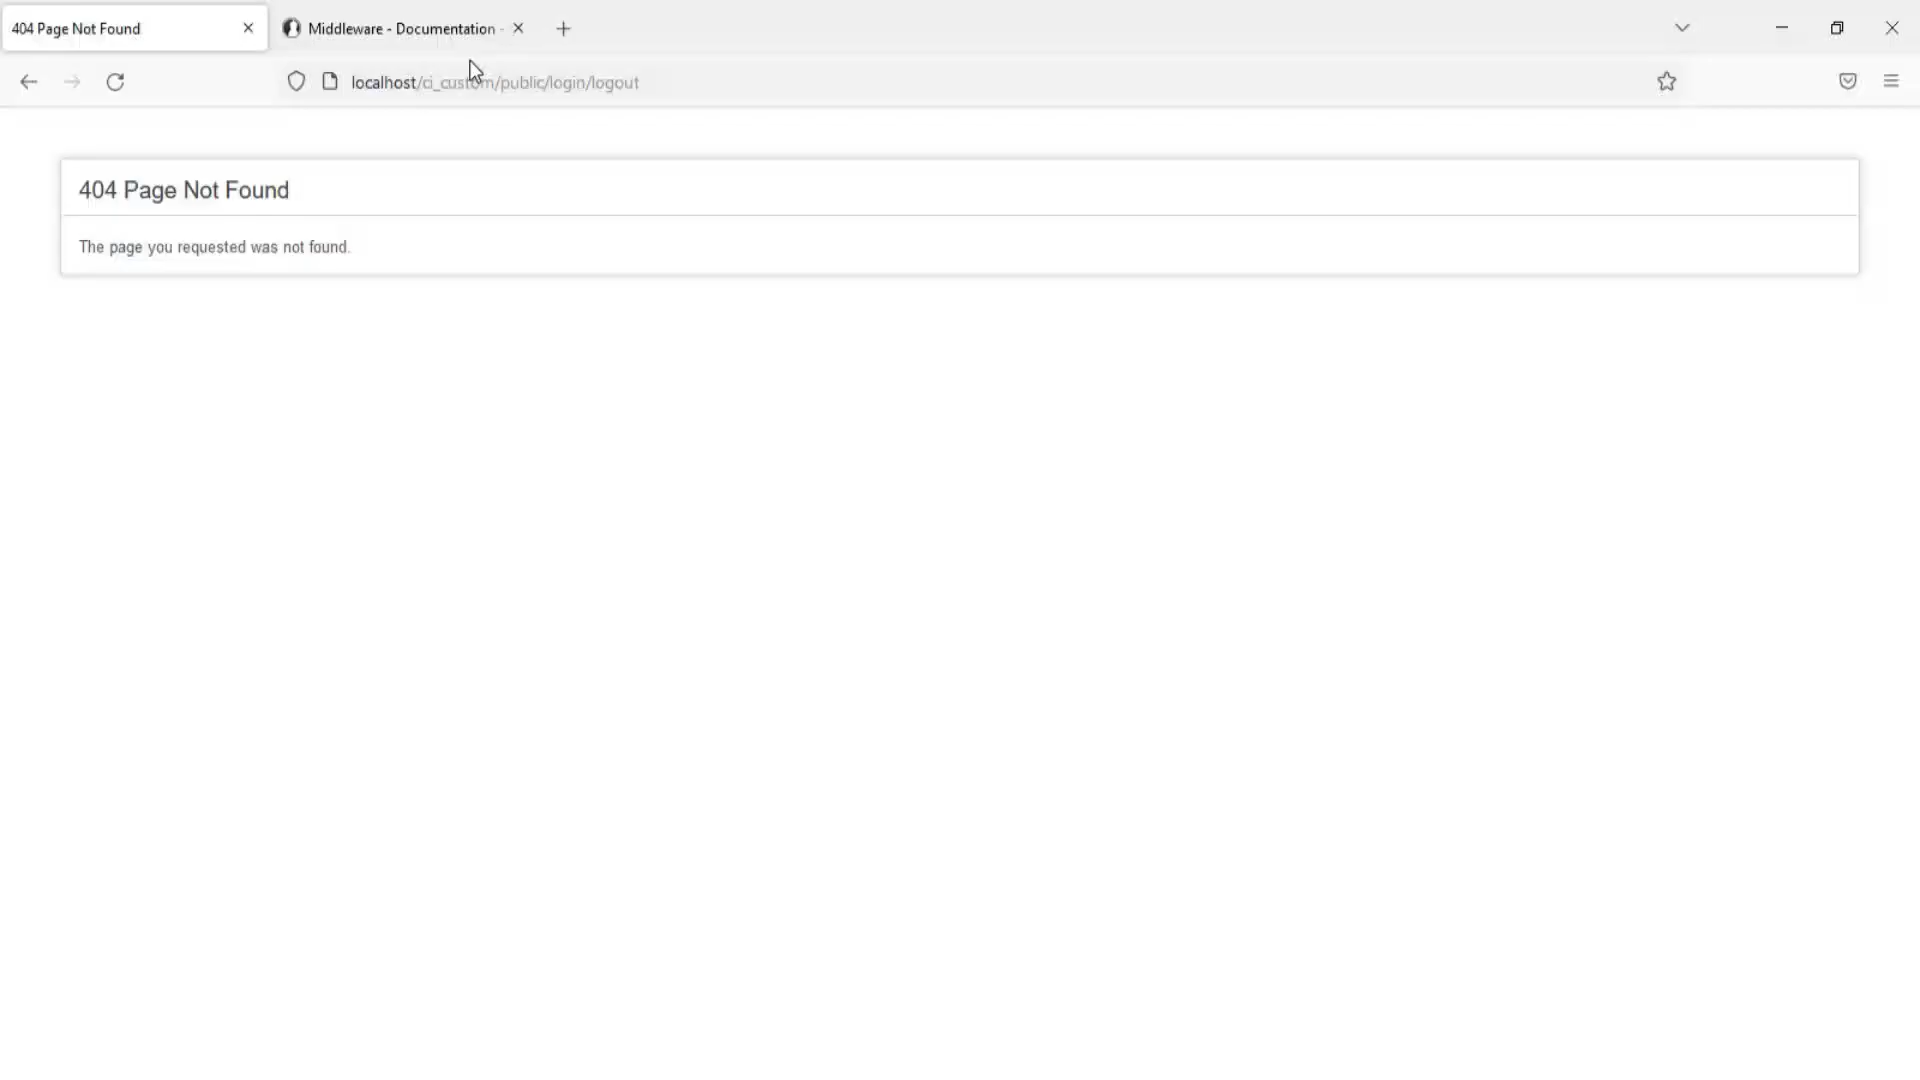 404 Page Not Found
Middleware - Documentation -
localhost/ci_custom/public/login/logout
404 Page Not Found
The page you requested was not found.